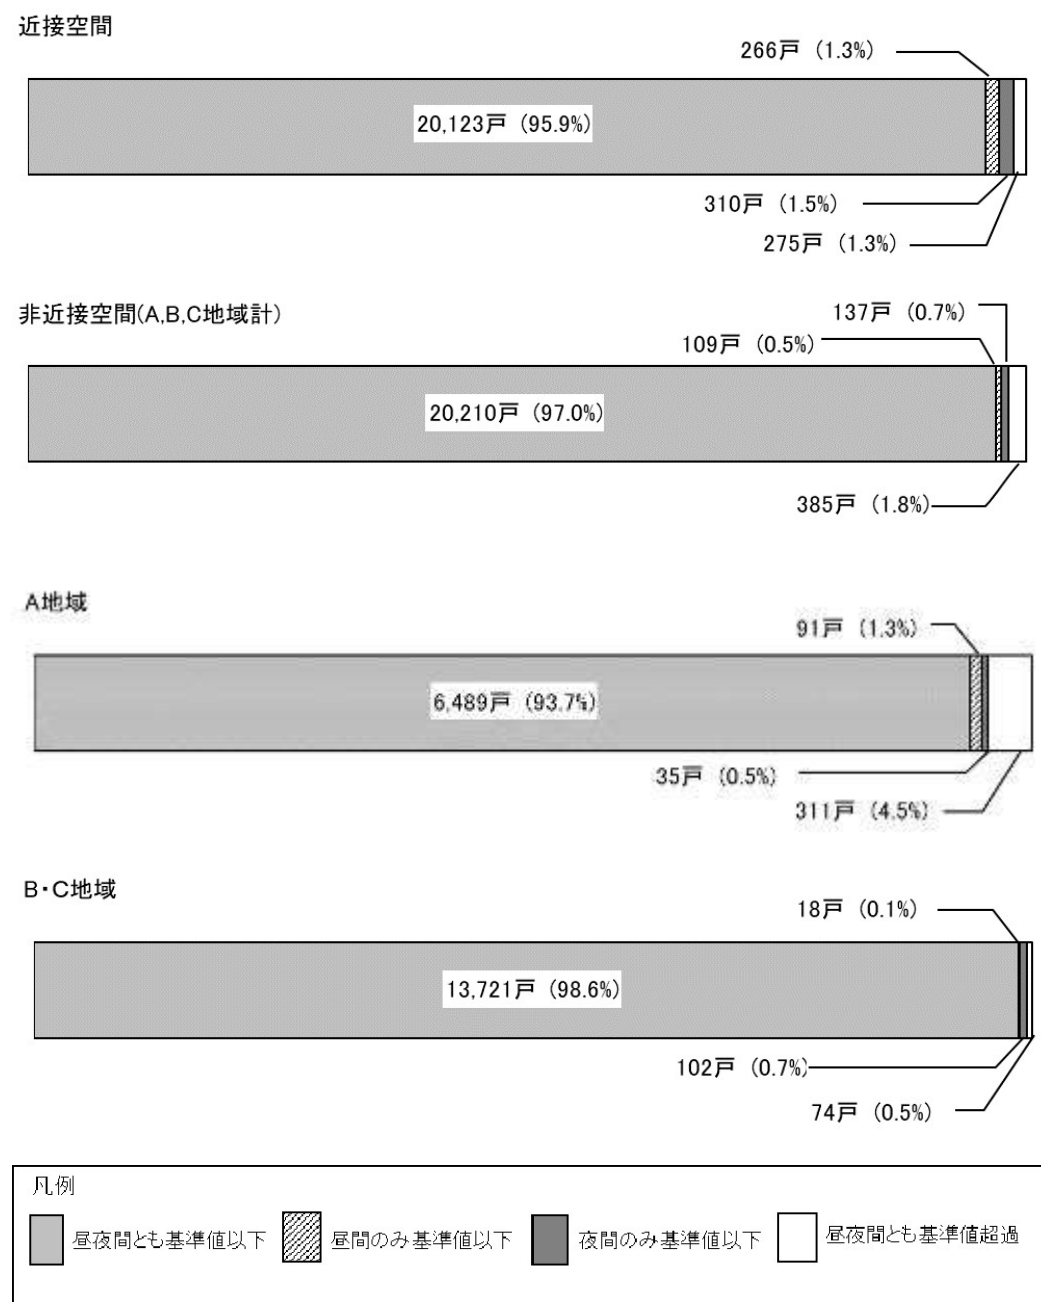 近接空間
266戸（1.3%）
20,123戸（95.9%）
310戸（1.5%）
275戸（1.3%）
非近接空間(A,B,C地域計)
137戸（0.7%）
109戸（0.5%）
20,210戸（97.0%）
385戸（1.8%）
A地域
91戸（1.3%）
6,489戸（93.7%）
35戸（0.5%）
311戸（4.5%）
B・C地域
18戸（0.1%）
13,721戸（98.6%）
102戸（0.7%）
74戸（0.5%）
凡例
昼夜間とも基準値以下 昼間のみ基準値以下 夜間のみ基準値以下 昼夜間とも基準値超過